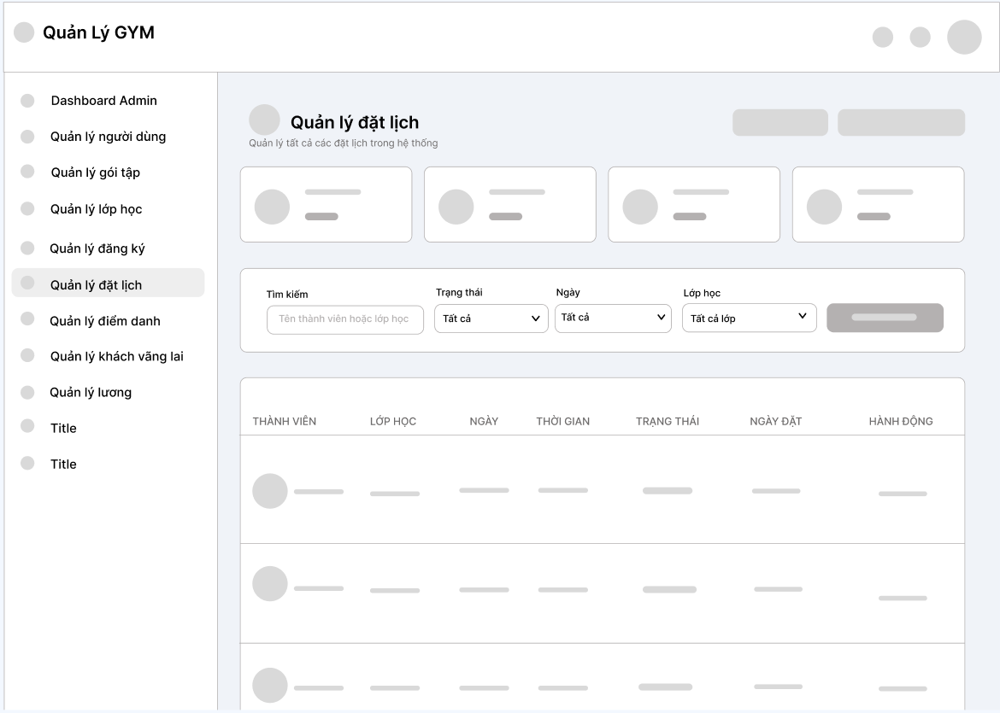 Quản Lý GYM
Dashboard Admin
Quản lý người dùng
Quản lý gói tập
Quản lý lớp học
Quản lý đăng ký
Quản lý đặt lịch
Quản lý điểm danh
Quản lý khách vãng lai
Quản lý lương
Title
Title
Quản lý đặt lịch
Quản lý tất cả các đặt lịch trong hệ thống
Tìm kiếm
Tên thành viên hoặc lớp học
Trạng thái
Tất cả
Ngày
Tất cả
Lớp học
Tất cả lớp
THÀNH VIÊN LỚP HỌC NGÀY THỜI GIAN TRẠNG THÁI NGÀY ĐẶT HÀNH ĐỘNG